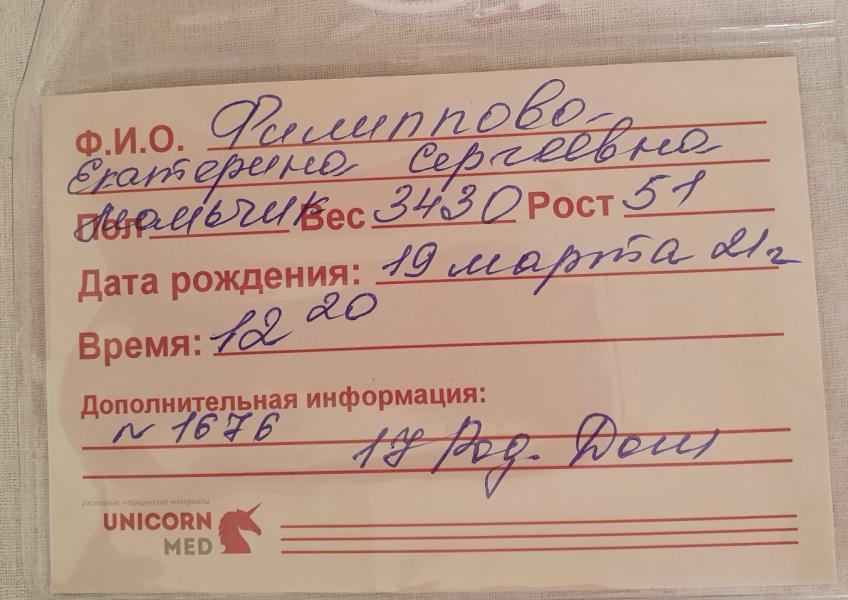 Ф.И.О. Филиппова
Екатерина Сергеевна
Пол Мальчик Вес 3430 Рост 51
Дата рождения: 19 марта 21г
Время: 12 20
Дополнительная информация:
N 1676
17 Род. Дом
расходные медицинские материалы
UNICORN
MED